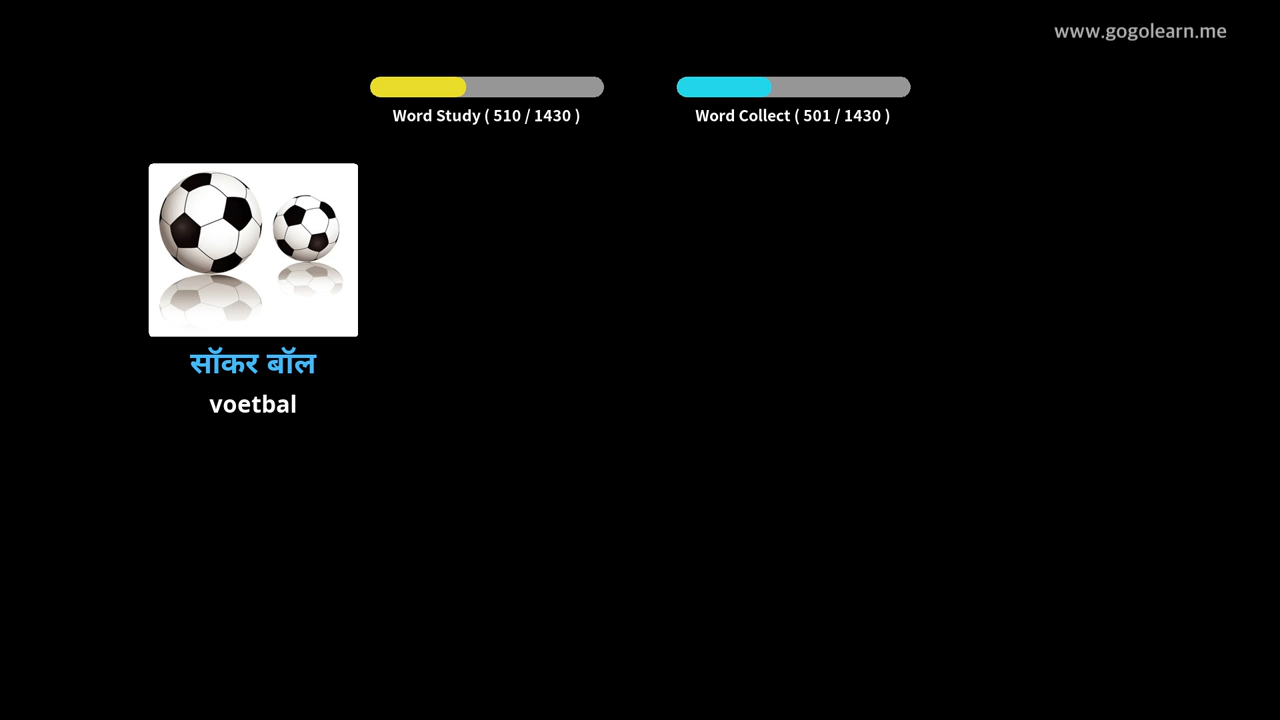 www.gogolearn.me
Word Study ( 510 / 1430 )
Word Collect ( 501 / 1430 )
सॉकर बॉल
voetbal